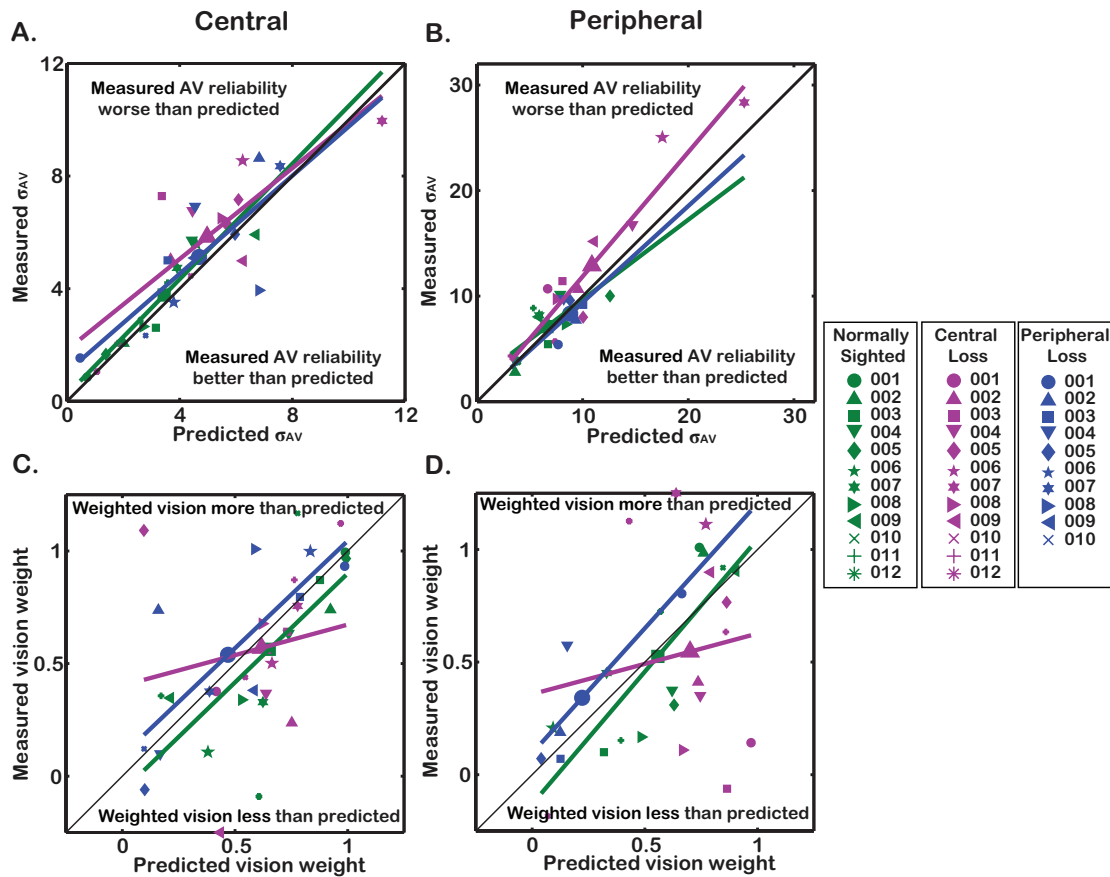 Central
Peripheral
A.
B.
12
8
4
0
Measured AV reliability
worse than predicted
Measured AV reliability
better than predicted
Measured σAV
0
4
8
12
Predicted σAV
30
20
10
0
Measured AV reliability
worse than predicted
Measured AV reliability
better than predicted
Measured σAV
0
10
20
30
Predicted σAV
Normally
Sighted
001
002
003
004
005
006
007
008
009
010
011
012
Central
Loss
001
002
003
004
005
006
007
008
009
010
011
012
Peripheral
Loss
001
002
003
004
005
006
007
008
009
010
C.
D.
Weighted vision more than predicted
1
0.5
0
Measured vision weight
Weighted vision less than predicted
0
0.5
1
Predicted vision weight
Weighted vision more than predicted
1
0.5
0
Measured vision weight
Weighted vision less than predicted
0
0.5
1
Predicted vision weight